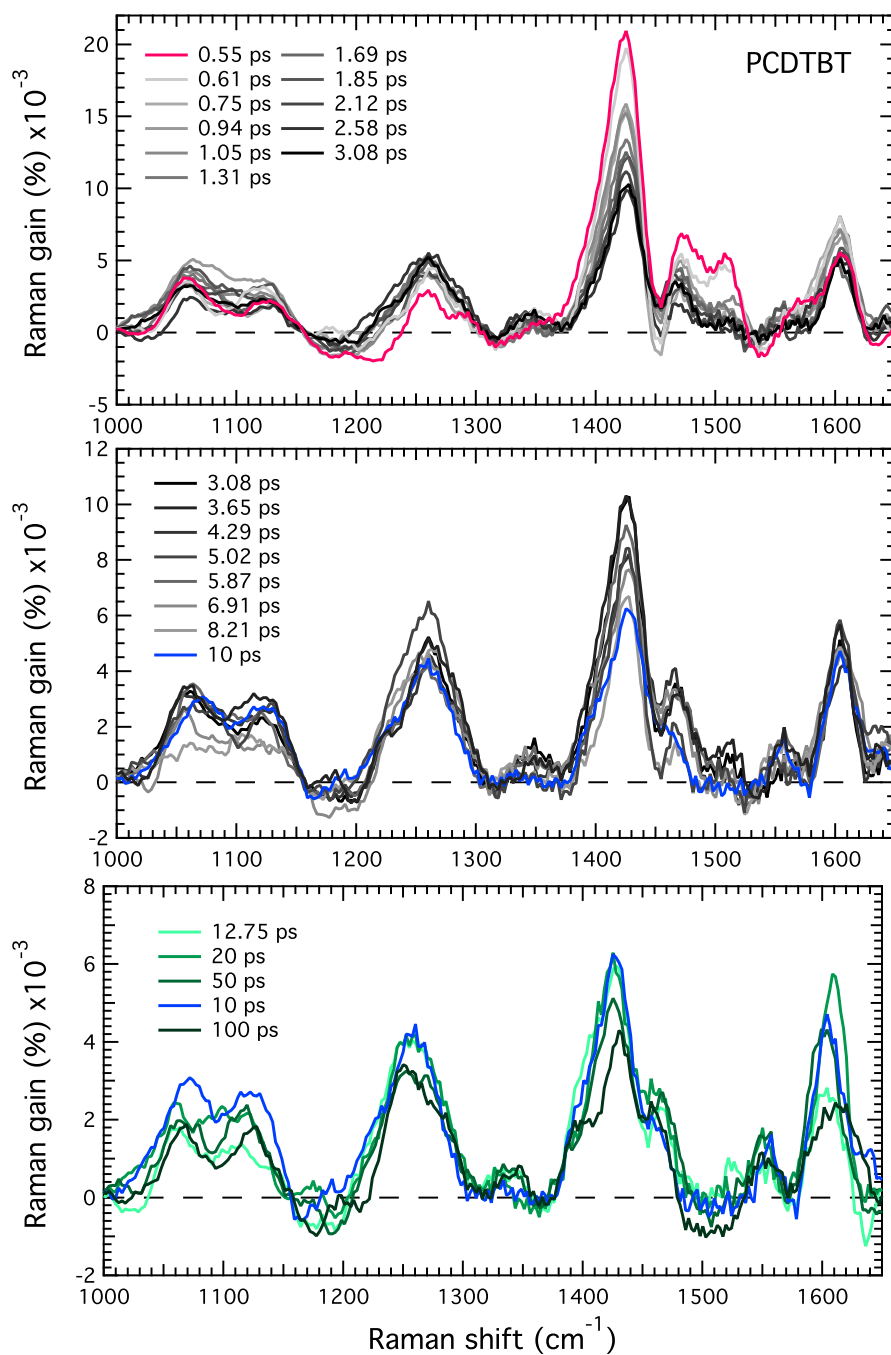 PCDTBT
Raman gain (%) x10-3
20
15
10
5
0
-5
0.55 ps
0.61 ps
0.75 ps
0.94 ps
1.05 ps
1.31 ps
1.69 ps
1.85 ps
2.12 ps
2.58 ps
3.08 ps
1000 1100 1200 1300 1400 1500 1600
Raman gain (%) x10-3
12
10
8
6
4
2
0
-2
3.08 ps
3.65 ps
4.29 ps
5.02 ps
5.87 ps
6.91 ps
8.21 ps
10 ps
1000 1100 1200 1300 1400 1500 1600
Raman gain (%) x10-3
8
6
4
2
0
-2
12.75 ps
20 ps
50 ps
10 ps
100 ps
1000 1100 1200 1300 1400 1500 1600
Raman shift (cm-1)